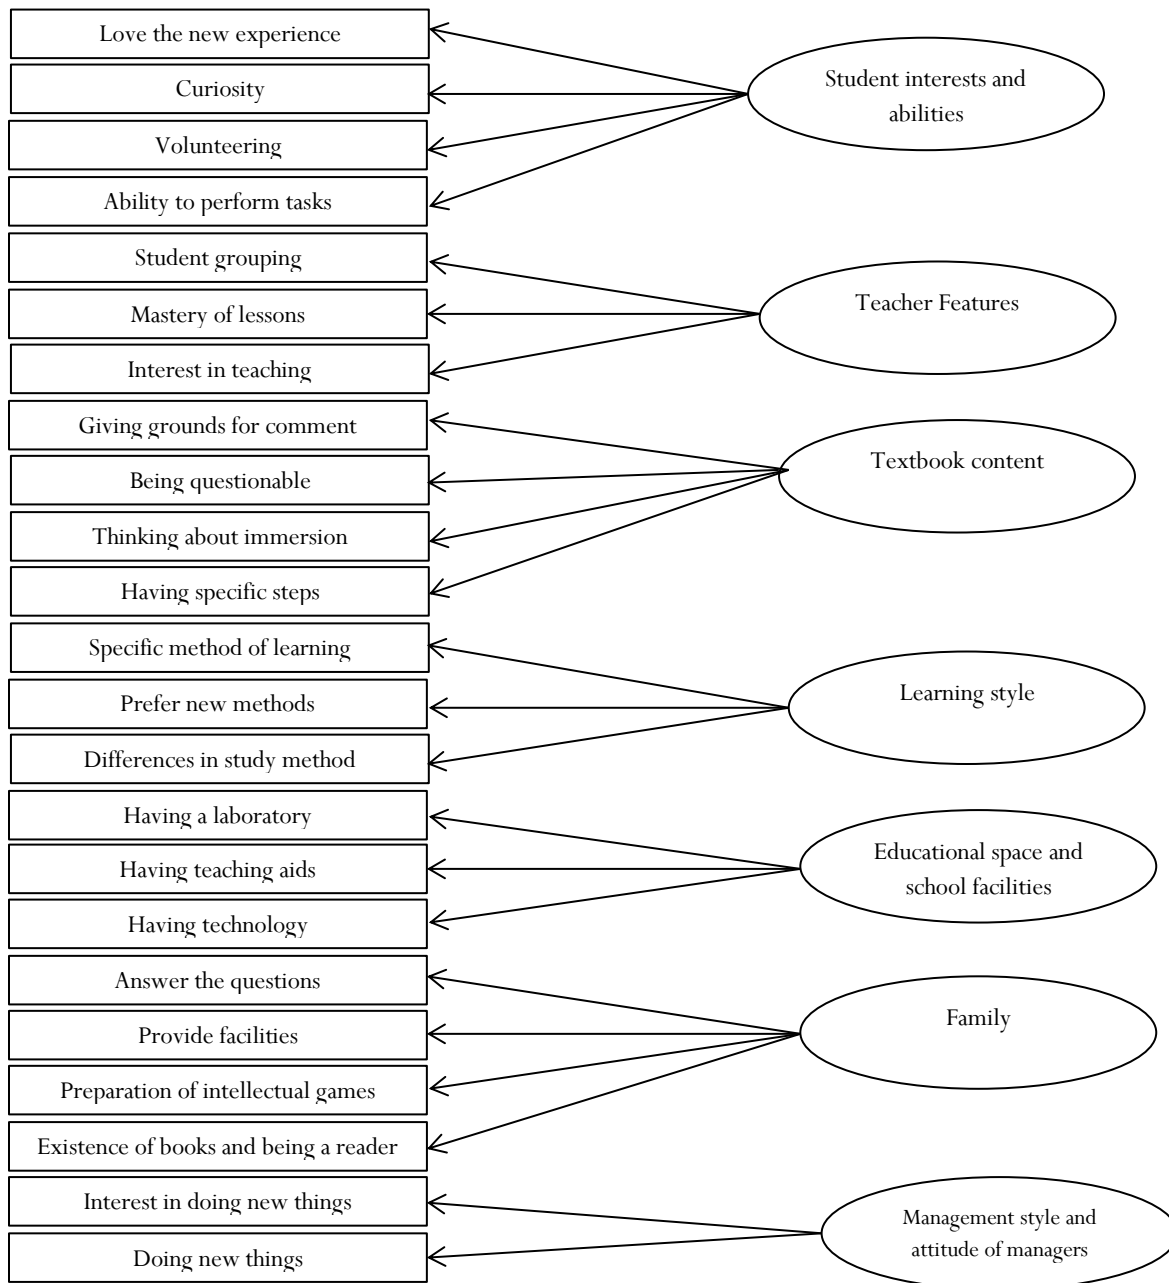 Love the new experience
Curiosity
Volunteering
Ability to perform tasks
Student interests and
abilities
Student grouping
Mastery of lessons
Interest in teaching
Teacher Features
Giving grounds for comment
Being questionable
Thinking about immersion
Having specific steps
Textbook content
Specific method of learning
Prefer new methods
Differences in study method
Learning style
Having a laboratory
Having teaching aids
Having technology
Educational space and
school facilities
Answer the questions
Provide facilities
Preparation of intellectual games
Existence of books and being a reader
Family
Interest in doing new things
Doing new things
Management style and
attitude of managers